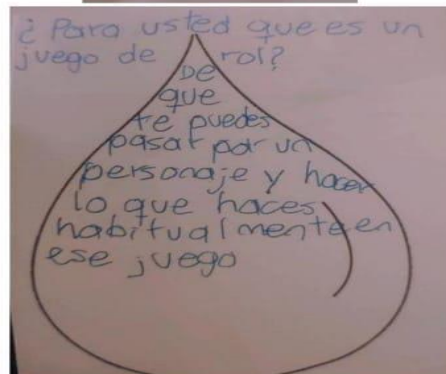 ¿Para usted que es un
juego de rol?
De
que
te puedes
pasar por un
personaje y hacer
lo que haces
habitualmente en
ese juego